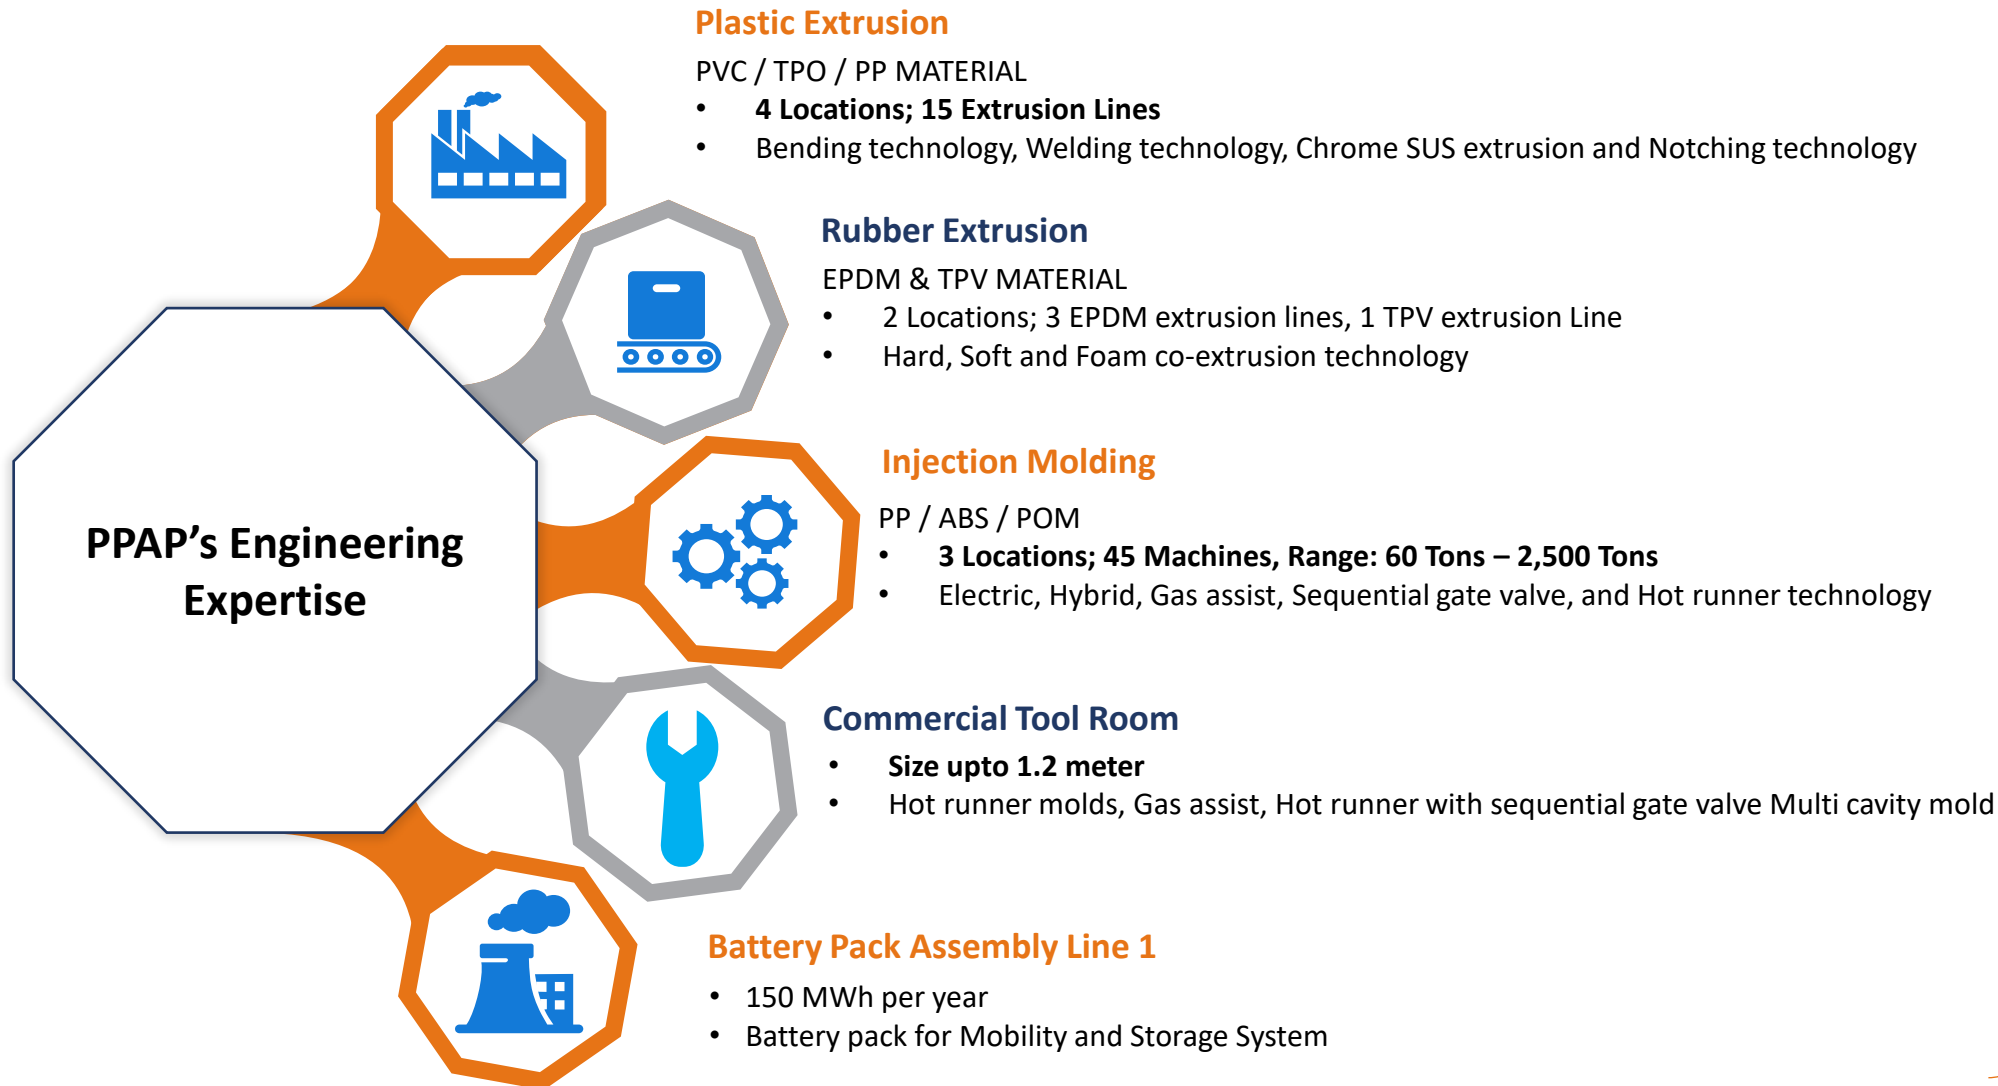 Plastic Extrusion
PVC / TPO / PP MATERIAL
• 4 Locations; 15 Extrusion Lines
• Bending technology, Welding technology, Chrome SUS extrusion and Notching technology
Rubber Extrusion
EPDM & TPV MATERIAL
• 2 Locations; 3 EPDM extrusion lines, 1 TPV extrusion Line
• Hard, Soft and Foam co-extrusion technology
Injection Molding
PP / ABS / POM
• 3 Locations; 45 Machines, Range: 60 Tons – 2,500 Tons
• Electric, Hybrid, Gas assist, Sequential gate valve, and Hot runner technology
PPAP’s Engineering
Expertise
Commercial Tool Room
• Size upto 1.2 meter
• Hot runner molds, Gas assist, Hot runner with sequential gate valve Multi cavity mold
Battery Pack Assembly Line 1
• 150 MWh per year
• Battery pack for Mobility and Storage System